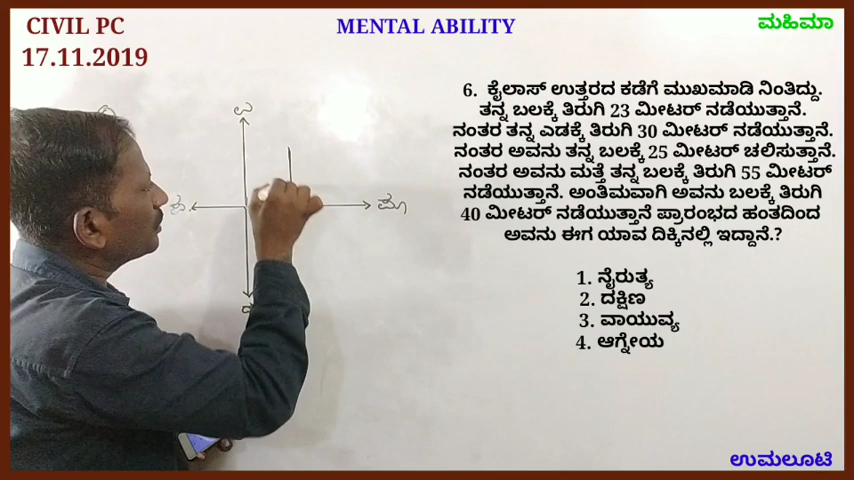 CIVIL PC
17.11.2019
MENTAL ABILITY
ಮಹಿಮಾ
6. ಕೈಲಾಸ್ ಉತ್ತರದ ಕಡೆಗೆ ಮುಖಮಾಡಿ ನಿಂತಿದ್ದು.
ತನ್ನ ಬಲಕ್ಕೆ ತಿರುಗಿ 23 ಮೀಟರ್ ನಡೆಯುತ್ತಾನೆ.
ನಂತರ ತನ್ನ ಎಡಕ್ಕೆ ತಿರುಗಿ 30 ಮೀಟರ್ ನಡೆಯುತ್ತಾನೆ.
ನಂತರ ಅವನು ತನ್ನ ಬಲಕ್ಕೆ 25 ಮೀಟರ್ ಚಲಿಸುತ್ತಾನೆ.
ನಂತರ ಅವನು ಮತ್ತೆ ತನ್ನ ಬಲಕ್ಕೆ ತಿರುಗಿ 55 ಮೀಟರ್
ನಡೆಯುತ್ತಾನೆ. ಅಂತಿಮವಾಗಿ ಅವನು ಬಲಕ್ಕೆ ತಿರುಗಿ
40 ಮೀಟರ್ ನಡೆಯುತ್ತಾನೆ ಪ್ರಾರಂಭದ ಹಂತದಿಂದ
ಅವನು ಈಗ ಯಾವ ದಿಕ್ಕಿನಲ್ಲಿ ಇದ್ದಾನೆ.?
1. ನೈರುತ್ಯ
2. ದಕ್ಷಿಣ
3. ವಾಯುವ್ಯ
4. ಆಗ್ನೇಯ
ಉ
ಪ
ಪೂ
ಉಮಲೂಟಿ